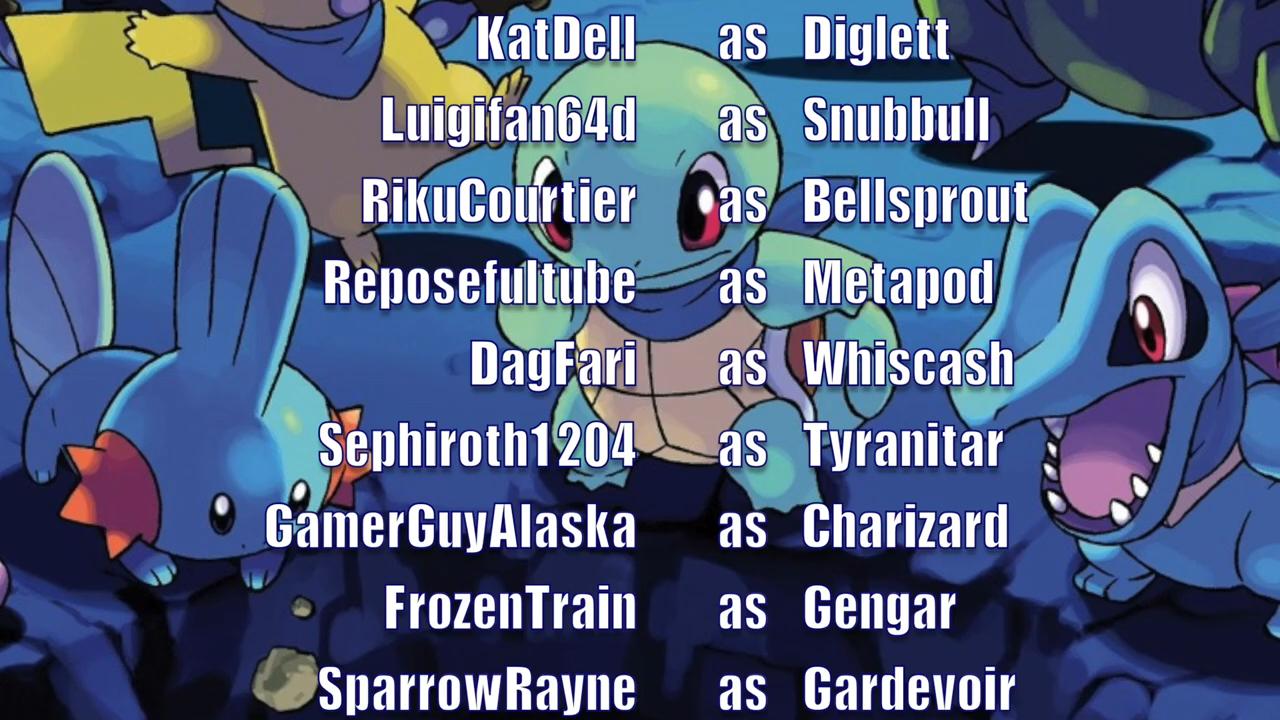 KatDell as Diglett
Luigifan64d as Snubbull
RikuCourtier as Bellsprout
Reposefultube as Metapod
DagFari as Whiscash
Sephiroth1204 as Tyranitar
GamerGuyAlaska as Charizard
FrozenTrain as Gengar
SparrowRayne as Gardevoir